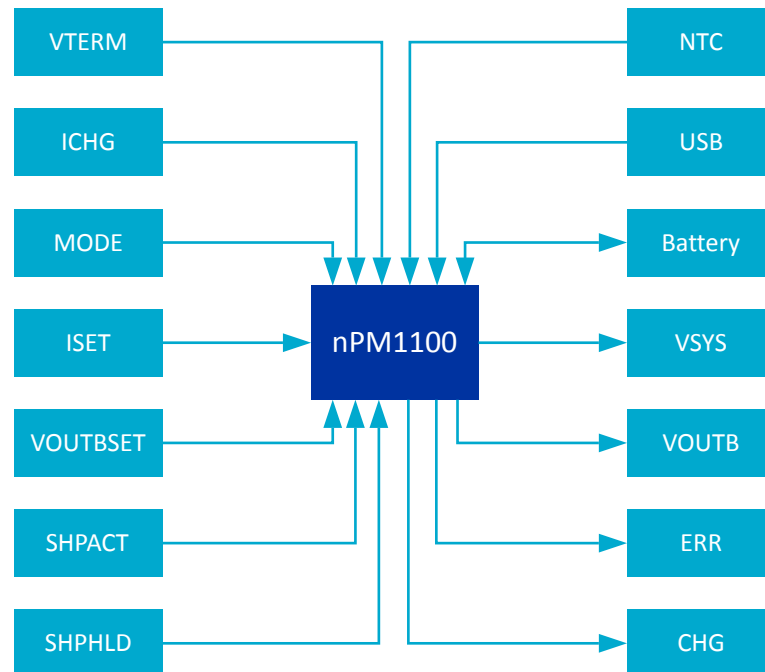 VTERM
NTC
ICHG
USB
MODE
Battery
ISET
nPM1100
VSYS
VOUTBSET
VOUTB
SHPACT
ERR
SHPHLD
CHG